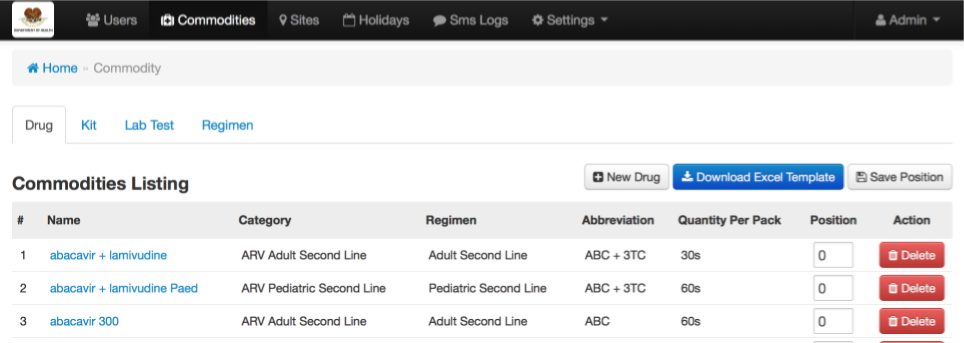 DEPARTMENT OF HEALTH
Users Commodities Sites Holidays Sms Logs Settings Admin
Home » Commodity
Drug Kit Lab Test Regimen
Commodities Listing New Drug Download Excel Template Save Position
# Name Category Regimen Abbreviation Quantity Per Pack Position Action
1 abacavir + lamivudine ARV Adult Second Line Adult Second Line ABC + 3TC 30s 0 Delete
2 abacavir + lamivudine Paed ARV Pediatric Second Line Pediatric Second Line ABC + 3TC 60s 0 Delete
3 abacavir 300 ARV Adult Second Line Adult Second Line ABC 60s 0 Delete